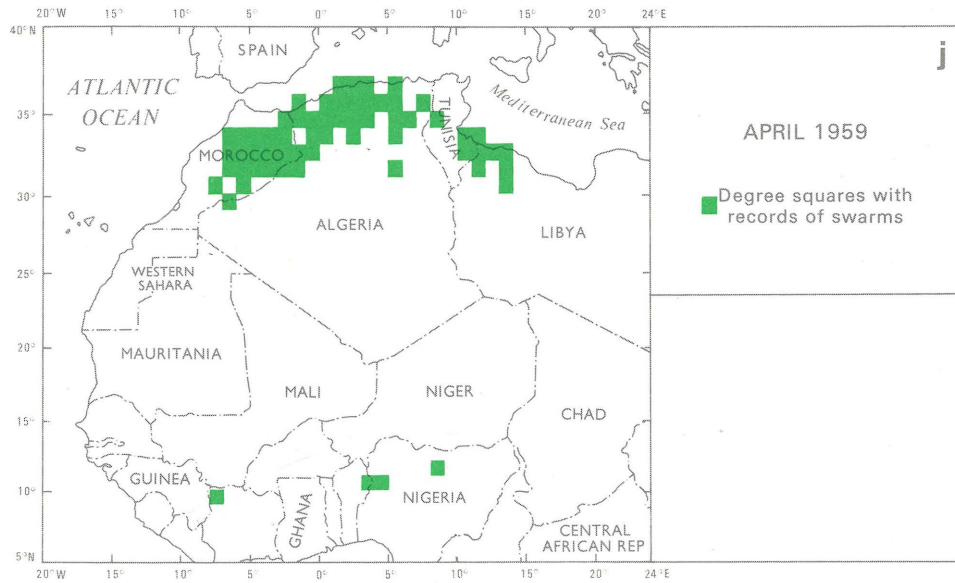 20°W 15° 10° 5° 0° 5° 10° 15° 20° 24°E
40°N
35°
30°
25°
20°
15°
10°
5°N
SPAIN
ATLANTIC
OCEAN
Mediterranean Sea
TUNISIA
MOROCCO
ALGERIA
LIBYA
WESTERN
SAHARA
MAURITANIA
MALI
NIGER
CHAD
GUINEA
GHANA
NIGERIA
CENTRAL
AFRICAN REP
20°W 15° 10° 5° 0° 5° 10° 15° 20° 24°E
j
APRIL 1959
Degree squares with
records of swarms